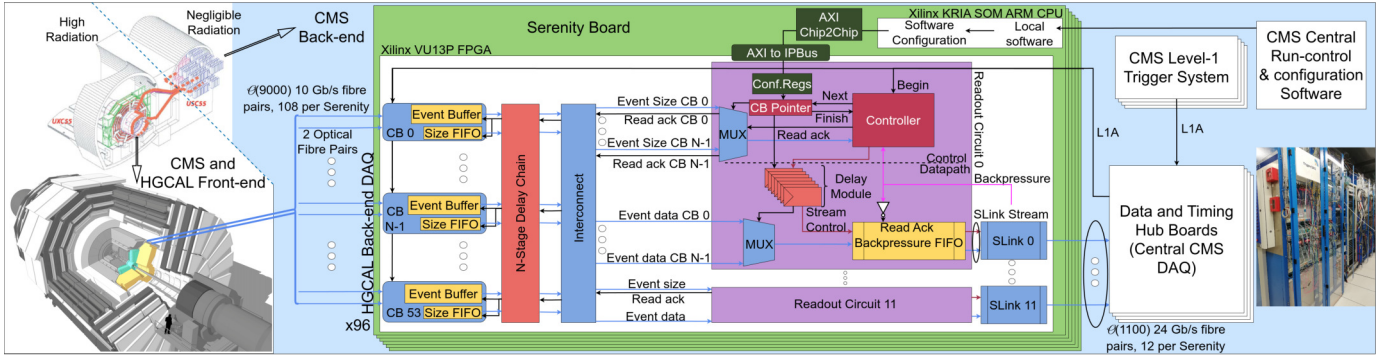 High
Radiation
Negligible
Radiation
CMS
Back-end
USC55
UXC55
𝒪(9000) 10 Gb/s fibre
pairs, 108 per Serenity
CMS and
HGCAL Front-end
2 Optical
Fibre Pairs
HGCAL Back-end DAQ
x96
Serenity Board
Xilinx VU13P FPGA
Event Buffer
CB 0
Size FIFO
Event Buffer
CB
N-1
Size FIFO
Event Buffer
CB 53
Size FIFO
N-Stage Delay Chain
Interconnect
Event Size CB 0
Read ack CB 0
Event Size CB N-1
Read ack CB N-1
Event data CB 0
Event data CB N-1
Event size
Read ack
Event data
AXI
Chip2Chip
AXI to IPBus
Conf.Regs
CB Pointer
Next
Finish
Begin
Controller
MUX
Read ack
Control
Datapath
Delay
Module
Stream
Control
MUX
Read Ack
Backpressure FIFO
Readout Circuit 0
Backpressure
Readout Circuit 11
SLink Stream
SLink 0
SLink 11
Xilinx KRIA SOM ARM CPU
Software
Configuration
Local
software
CMS Central
Run-control
& configuration
Software
CMS Level-1
Trigger System
L1A
L1A
Data and Timing
Hub Boards
(Central CMS
DAQ)
𝒪(1100) 24 Gb/s fibre
pairs, 12 per Serenity